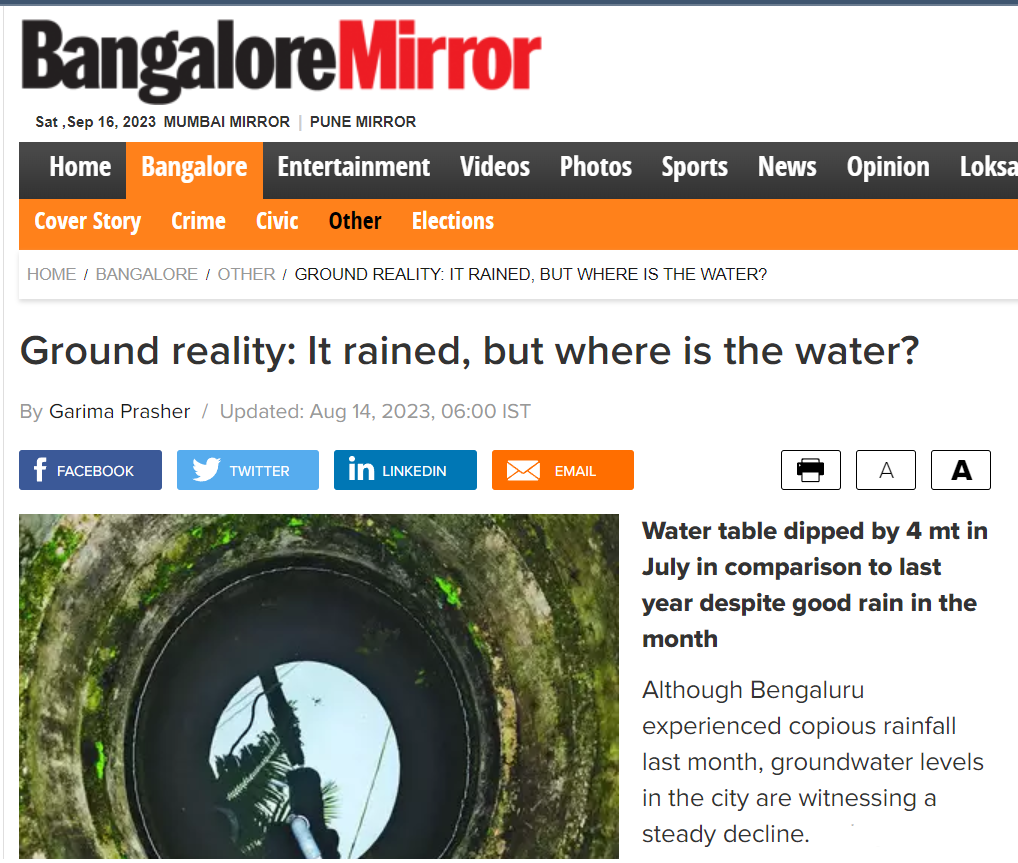 BangaloreMirror
Sat ,Sep 16, 2023 MUMBAI MIRROR | PUNE MIRROR
Home Bangalore Entertainment Videos Photos Sports News Opinion Loksa
Cover Story Crime Civic Other Elections
HOME / BANGALORE / OTHER / GROUND REALITY: IT RAINED, BUT WHERE IS THE WATER?
Ground reality: It rained, but where is the water?
By Garima Prasher / Updated: Aug 14, 2023, 06:00 IST
f FACEBOOK TWITTER in LINKEDIN EMAIL A A
Water table dipped by 4 mt in
July in comparison to last
year despite good rain in the
month
Although Bengaluru
experienced copious rainfall
last month, groundwater levels
in the city are witnessing a
steady decline.